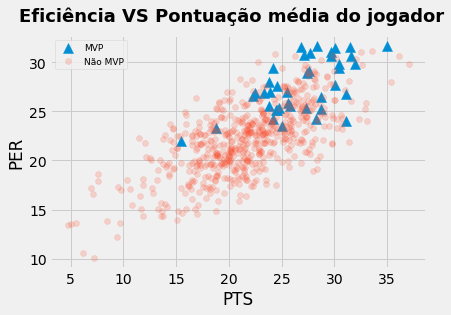 Eficiência VS Pontuação média do jogador
MVP
Não MVP
PER
30
25
20
15
10
5 10 15 20 25 30 35
PTS